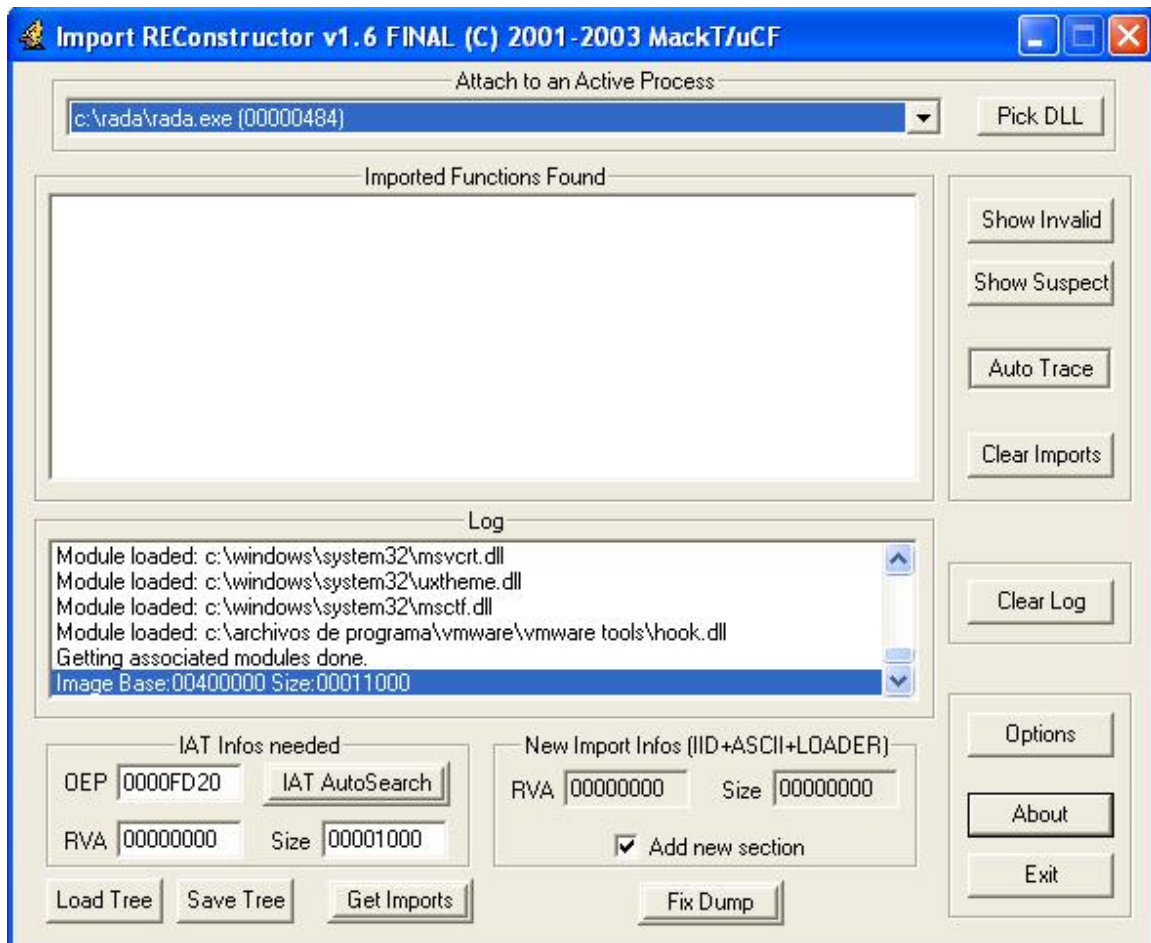 Import REConstructor v1.6 FINAL (C) 2001-2003 MackT/uCF
Attach to an Active Process
c:\rada\rada.exe (00000484)
Pick DLL
Imported Functions Found
Show Invalid
Show Suspect
Auto Trace
Clear Imports
Log
Module loaded: c:\windows\system32\msvcrt.dll
Module loaded: c:\windows\system32\uxtheme.dll
Module loaded: c:\windows\system32\msctf.dll
Module loaded: c:\archivos de programa\vmware\vmware tools\hook.dll
Getting associated modules done.
Image Base:00400000 Size:00011000
Clear Log
IAT Infos needed
OEP 0000FD20 IAT AutoSearch
RVA 00000000 Size 00001000
New Import Infos (IID+ASCII+LOADER)
RVA 00000000 Size 00000000
Add new section
Options
About
Exit
Load Tree Save Tree Get Imports Fix Dump